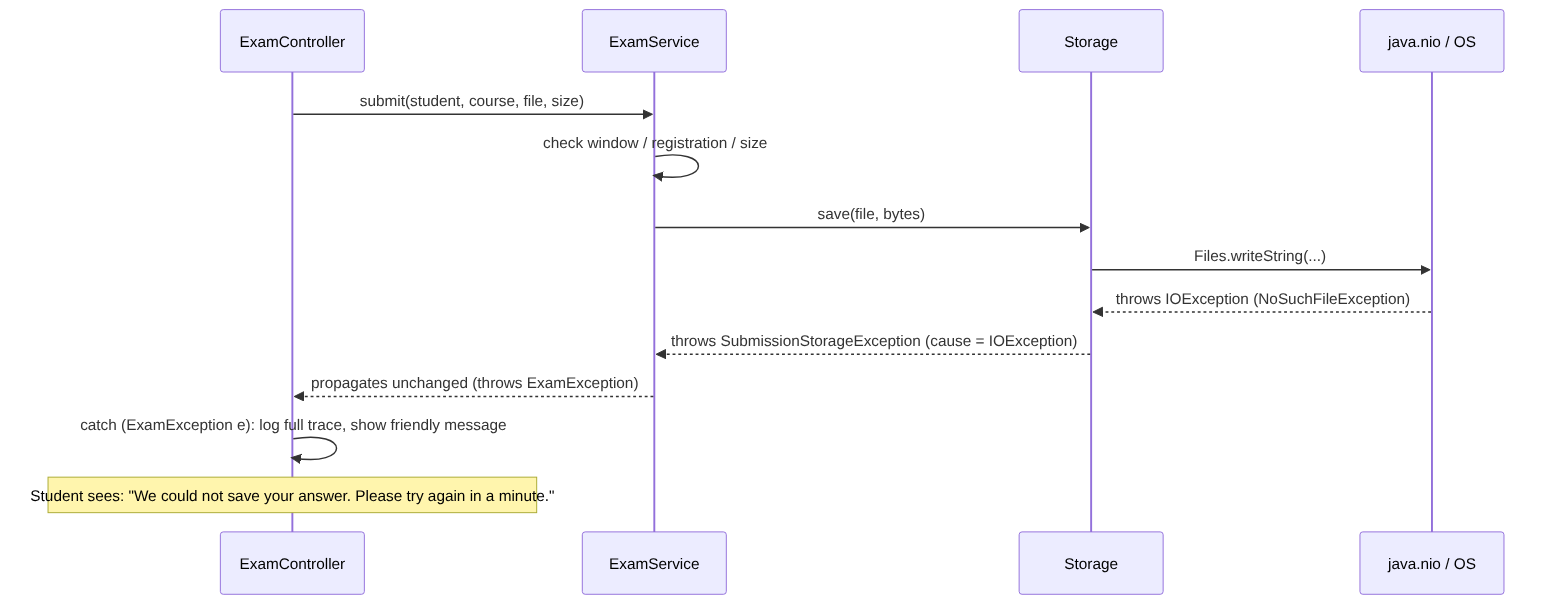 ExamController
ExamService
Storage
java.nio / OS
submit(student, course, file, size)
check window / registration / size
save(file, bytes)
Files.writeString(...)
throws IOException (NoSuchFileException)
throws SubmissionStorageException (cause = IOException)
propagates unchanged (throws ExamException)
catch (ExamException e): log full trace, show friendly message
Student sees: "We could not save your answer. Please try again in a minute."
ExamController
ExamService
Storage
java.nio / OS